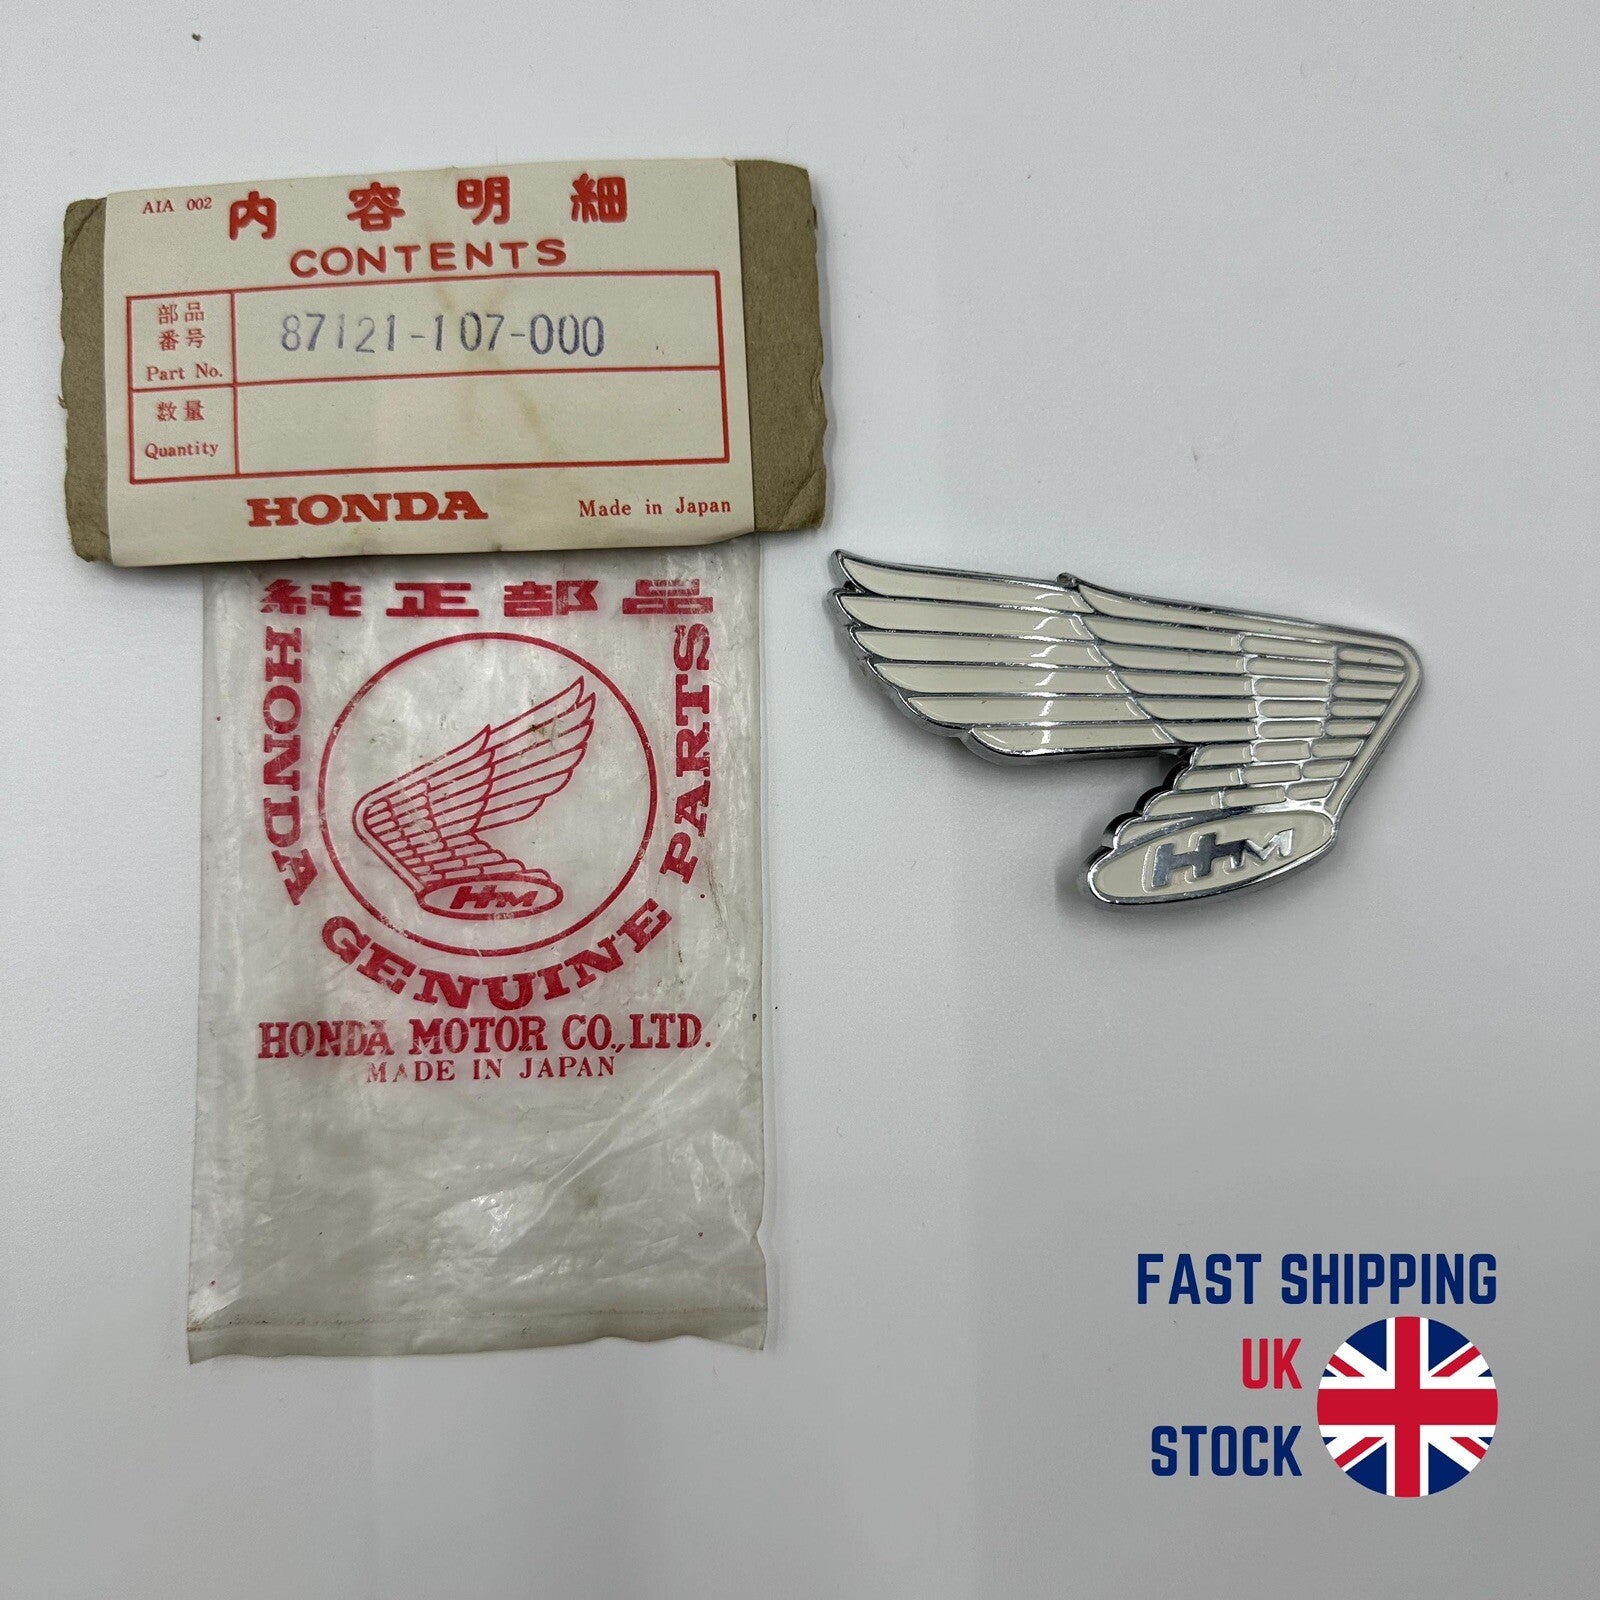 AIA 002
内容明細
CONTENTS
部品
番号
Part No.
87121-107-000
数量
Quantity
HONDA
Made in Japan
純正部品
HONDA GENUINE PARTS
HM
HONDA MOTOR CO., LTD.
MADE IN JAPAN
HM
FAST SHIPPING
UK
STOCK